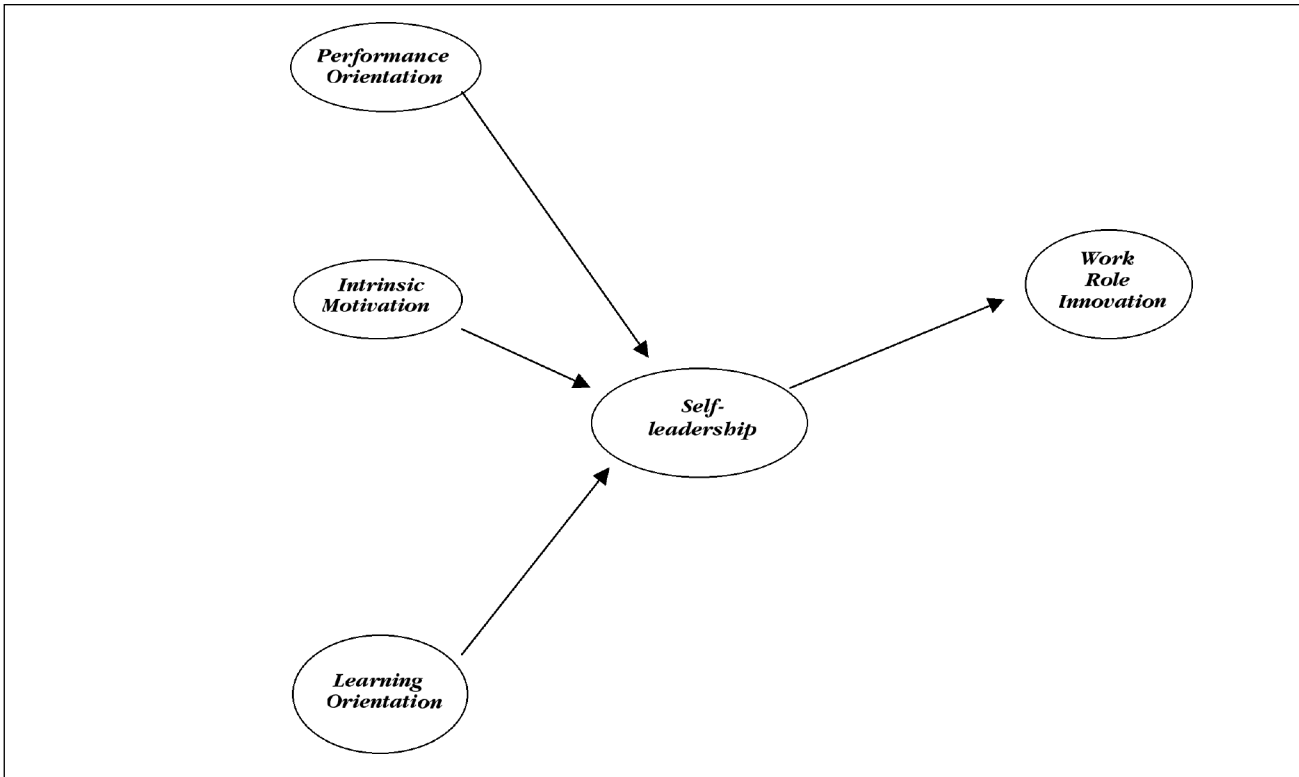 Performance
Orientation
Intrinsic
Motivation
Work
Role
Innovation
Self-
leadership
Learning
Orientation